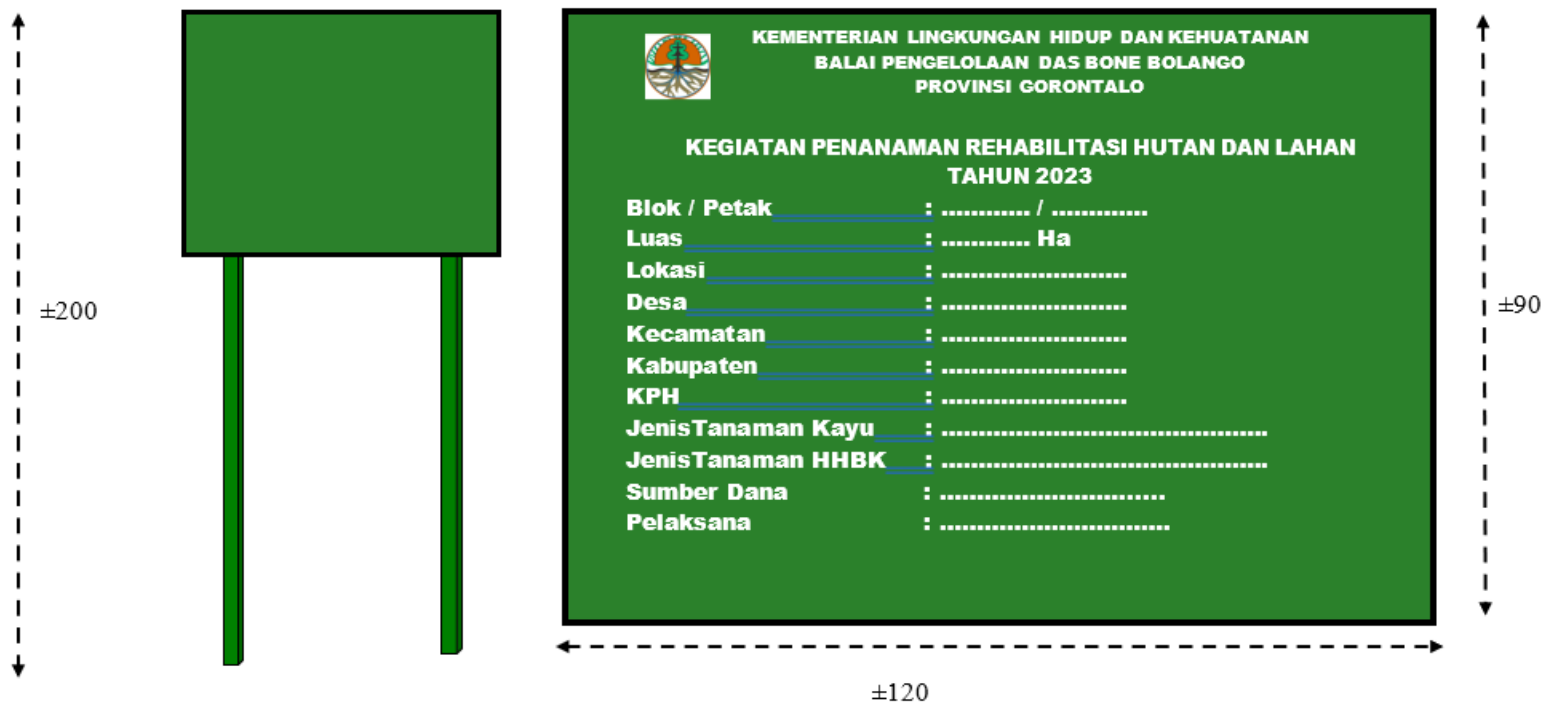 KEMENTERIAN LINGKUNGAN HIDUP DAN KEHUATANAN
BALAI PENGELOLAAN DAS BONE BOLANGO
PROVINSI GORONTALO
KEGIATAN PENANAMAN REHABILITASI HUTAN DAN LAHAN
TAHUN 2023
Blok / Petak : ............ / .............
Luas : ............ Ha
Lokasi : .........................
Desa : .........................
Kecamatan : .........................
Kabupaten : .........................
KPH : .........................
JenisTanaman Kayu : ............................................
JenisTanaman HHBK : ............................................
Sumber Dana : ..............................
Pelaksana : ...............................
±200
±90
±120